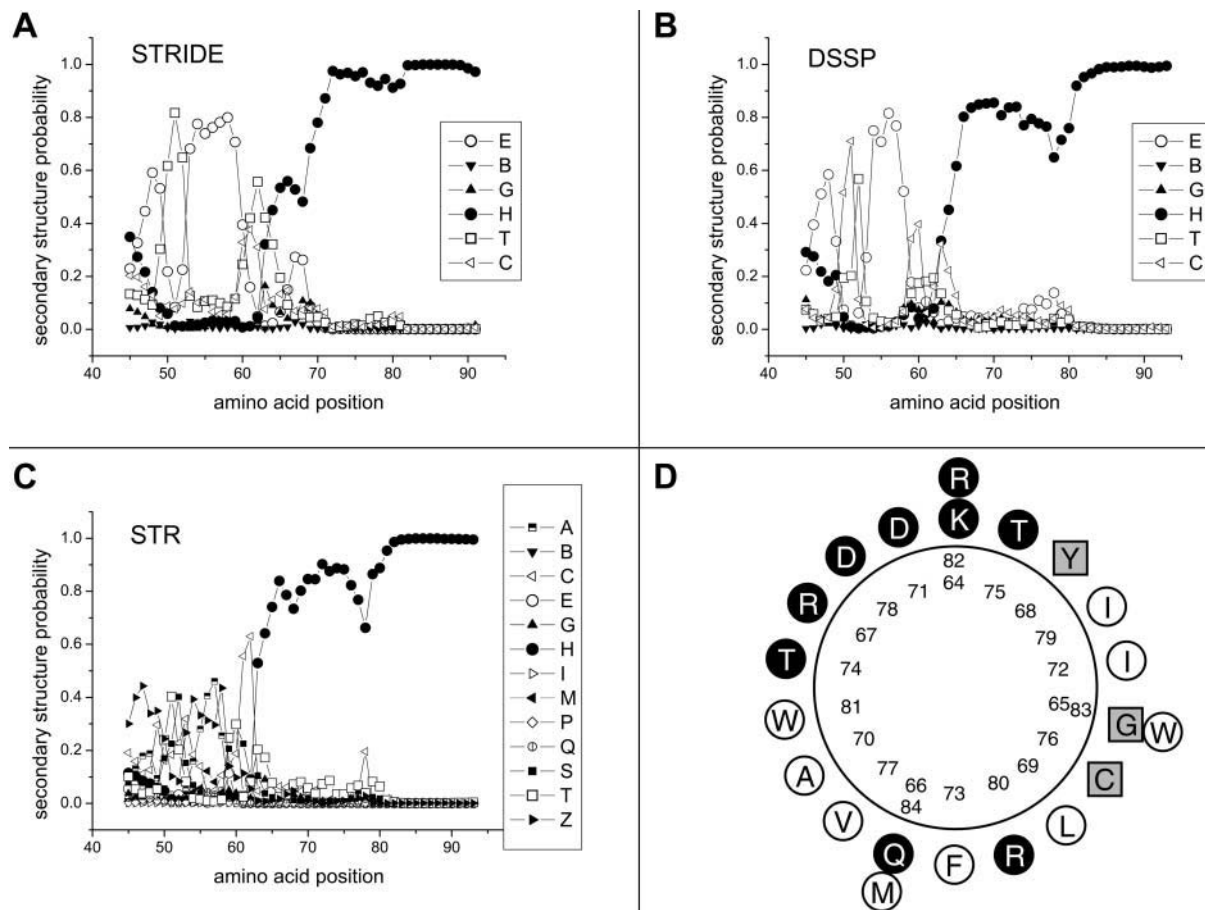 A
STRIDE
secondary structure probability
1.0
0.8
0.6
0.4
0.2
0.0
40 50 60 70 80 90
amino acid position
E
B
G
H
T
C
B
DSSP
secondary structure probability
1.0
0.8
0.6
0.4
0.2
0.0
40 50 60 70 80 90
amino acid position
E
B
G
H
T
C
C
STR
secondary structure probability
1.0
0.8
0.6
0.4
0.2
0.0
40 50 60 70 80 90
amino acid position
A
B
C
E
G
H
I
M
P
Q
S
T
Z
D
R
D K T
D Y
R I
T I
W G W
A C
V L
Q F R
M
82
71 64 75
78 68
67 79
74 72
81 65 83
70 76
77 69
66 73 80
84